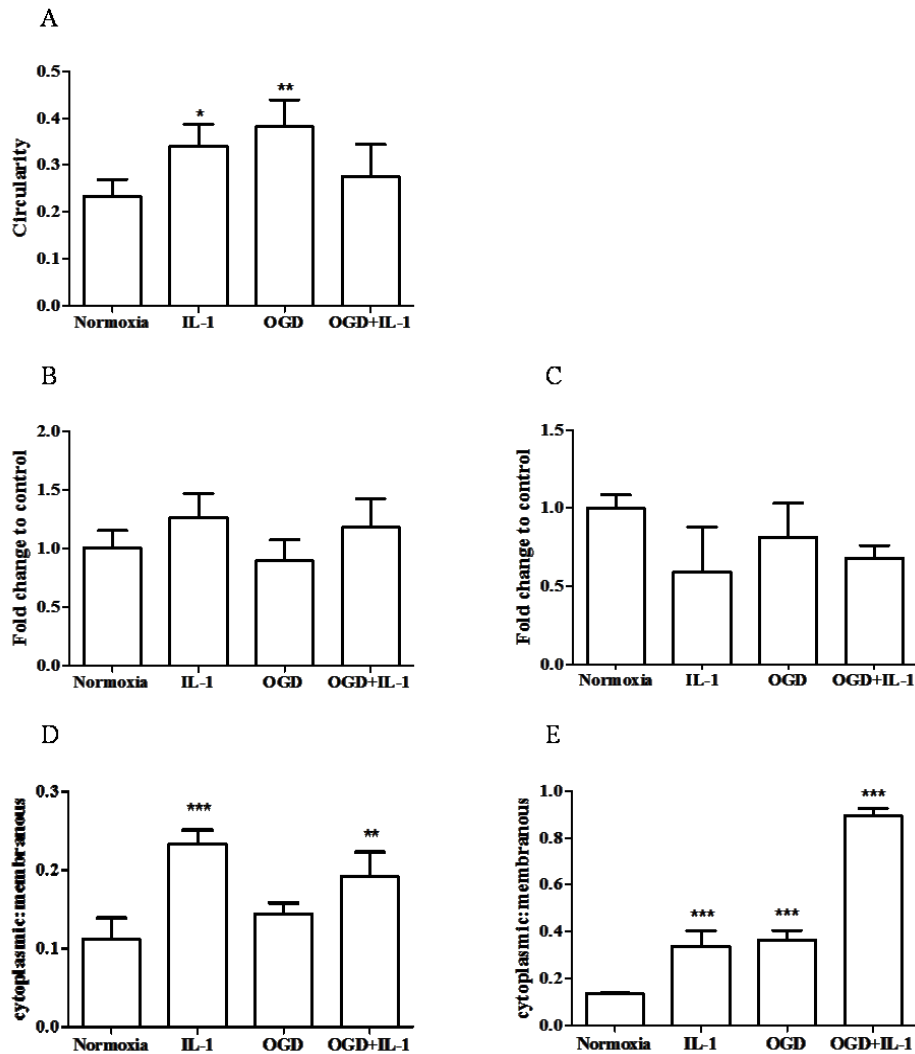 A
0.5
0.4
0.3
0.2
0.1
0.0
Circularity
*
**
Normoxia IL-1 OGD OGD+IL-1
B
2.0
1.5
1.0
0.5
0.0
Fold change to control
Normoxia IL-1 OGD OGD+IL-1
C
1.5
1.0
0.5
0.0
Fold change to control
Normoxia IL-1 OGD OGD+IL-1
D
0.3
0.2
0.1
0.0
cytoplasmic:membranous
***
**
Normoxia IL-1 OGD OGD+IL-1
E
1.0
0.8
0.6
0.4
0.2
0.0
cytoplasmic:membranous
***
***
***
Normoxia IL-1 OGD OGD+IL-1